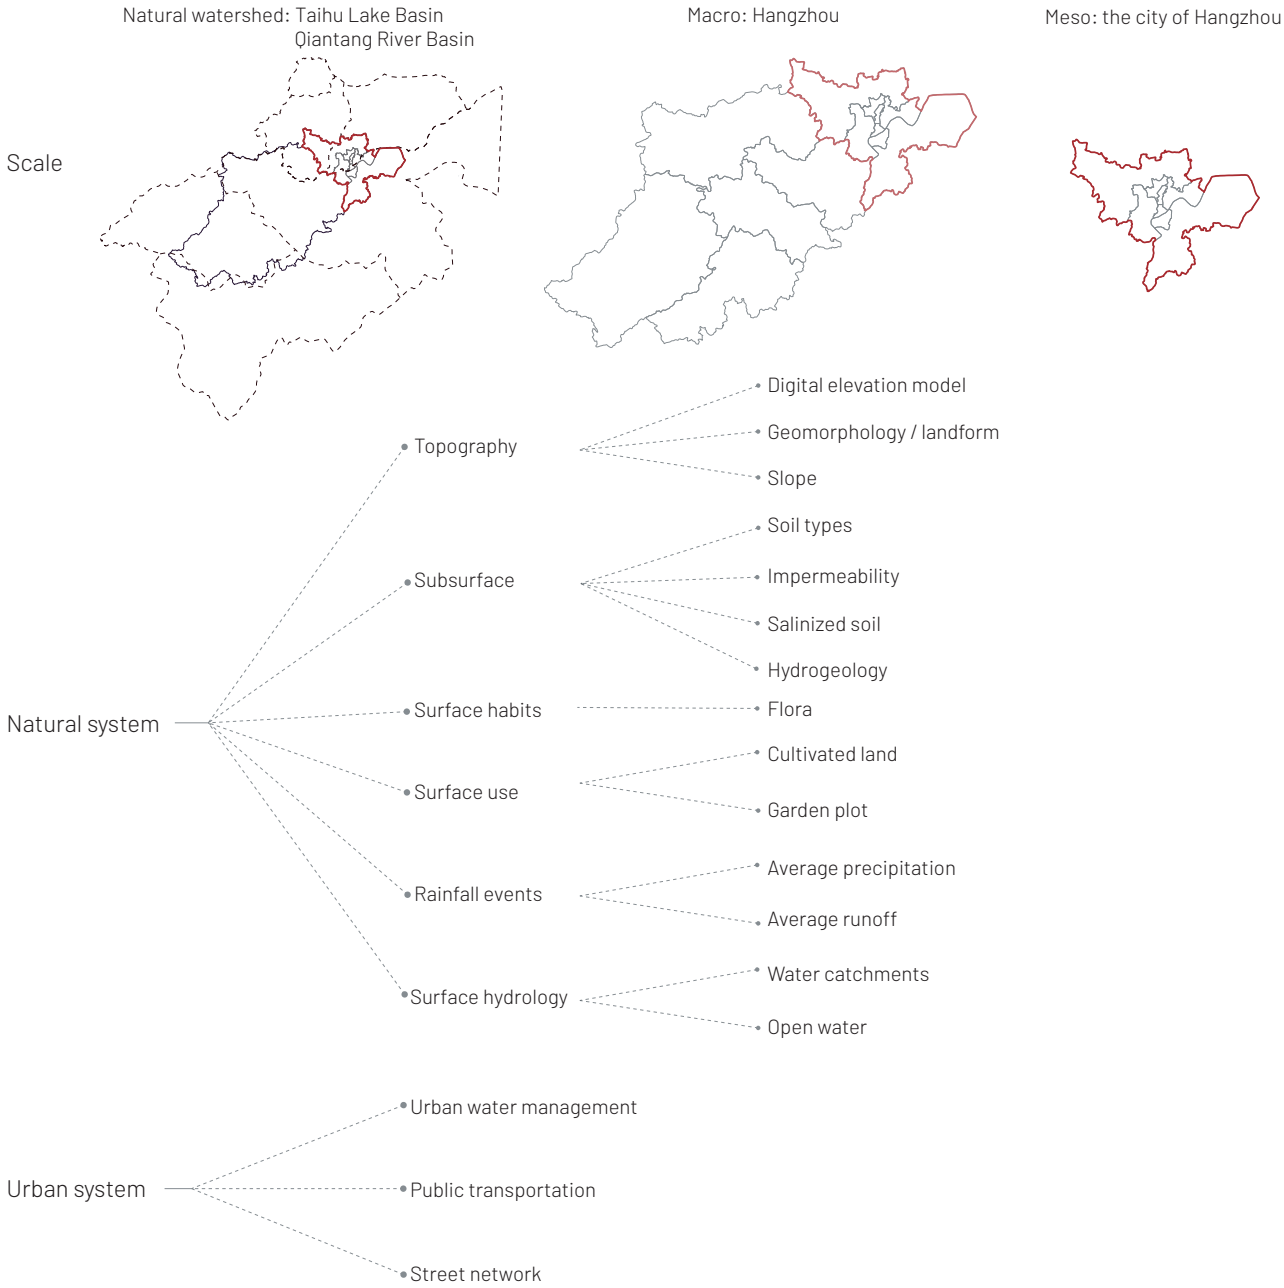 Natural watershed: Taihu Lake Basin
Qiantang River Basin
Macro: Hangzhou
Meso: the city of Hangzhou
Scale
Natural system
Topography
Digital elevation model
Geomorphology / landform
Slope
Subsurface
Soil types
Impermeability
Salinized soil
Hydrogeology
Surface habits
Flora
Surface use
Cultivated land
Garden plot
Rainfall events
Average precipitation
Average runoff
Surface hydrology
Water catchments
Open water
Urban system
Urban water management
Public transportation
Street network